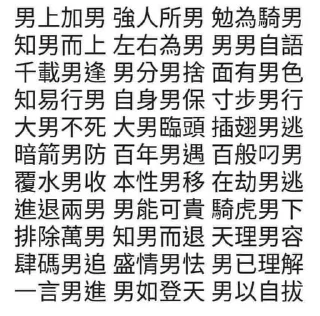 男上加男 強人所男 勉為騎男
知男而上 左右為男 男男自語
千載男逢 男分男捨 面有男色
知易行男 自身男保 寸步男行
大男不死 大男臨頭 插翅男逃
暗箭男防 百年男遇 百般叼男
覆水男收 本性男移 在劫男逃
進退兩男 男能可貴 騎虎男下
排除萬男 知男而退 天理男容
肆碼男追 盛情男怯 男已理解
一言男進 男如登天 男以自拔